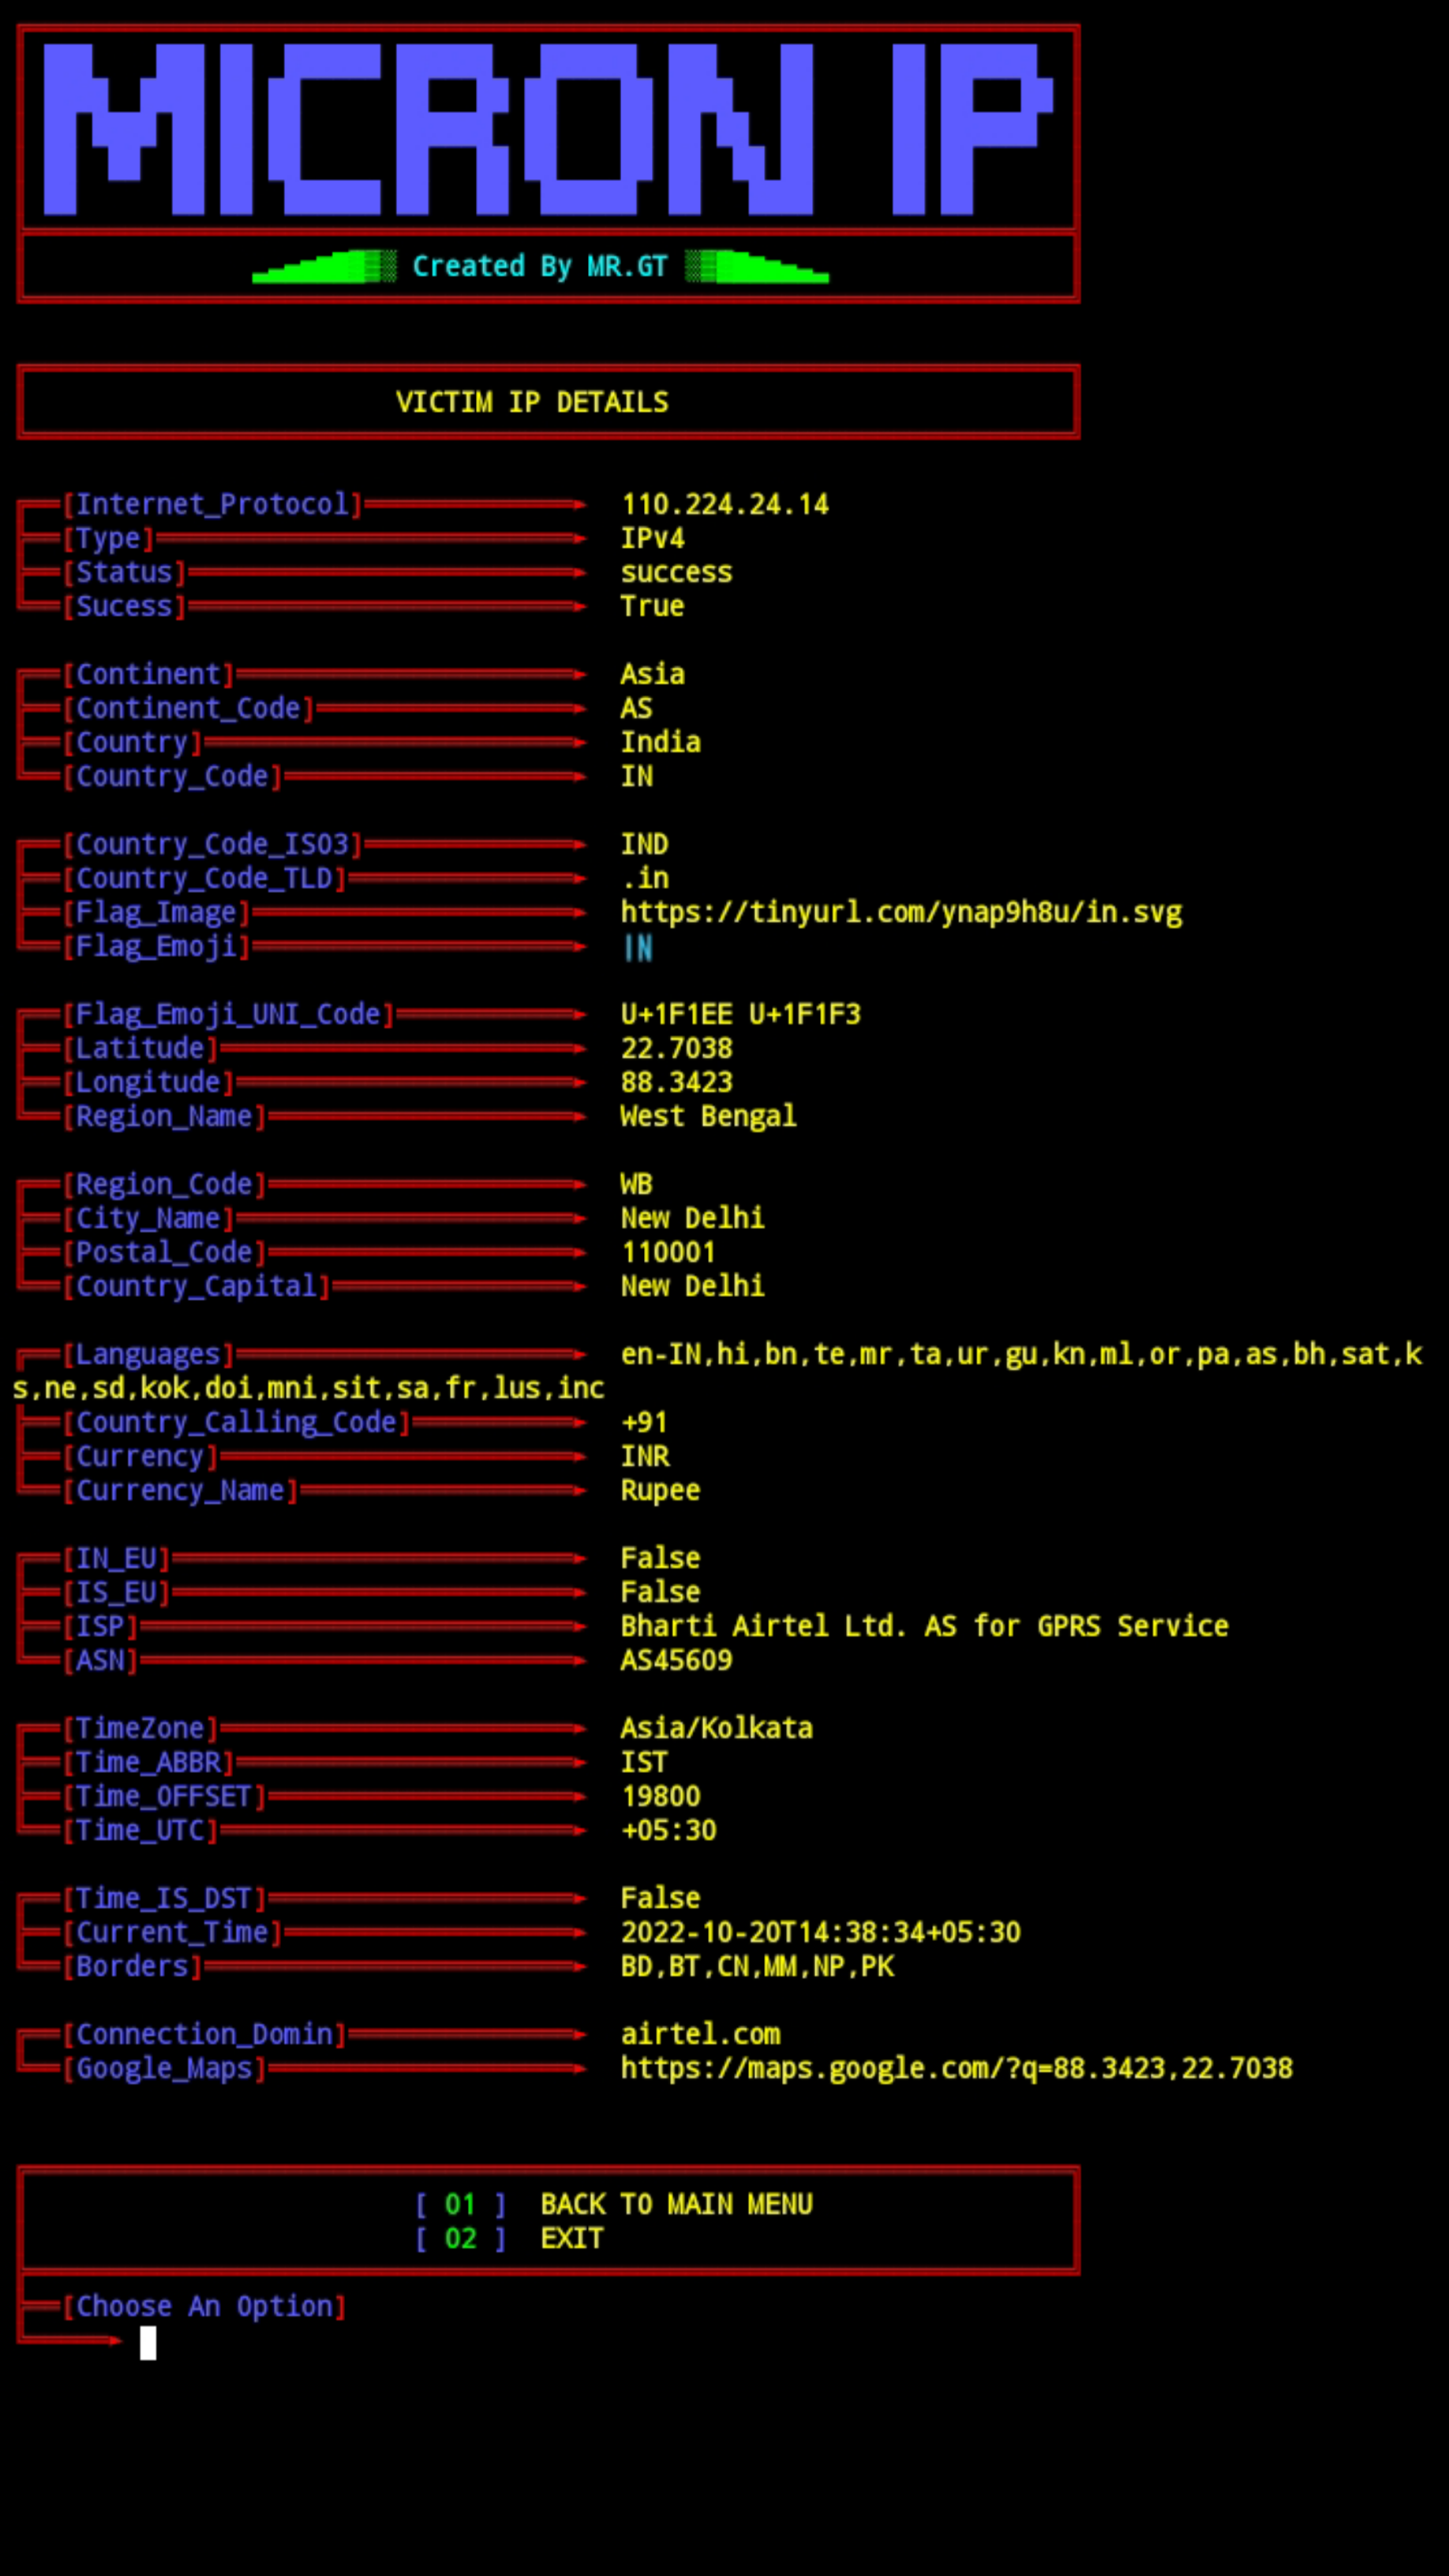 MICRON IP
Created By MR.GT
VICTIM IP DETAILS
[Internet_Protocol] 110.224.24.14
[Type] IPv4
[Status] success
[Sucess] True
[Continent] Asia
[Continent_Code] AS
[Country] India
[Country_Code] IN
[Country_Code_ISO3] IND
[Country_Code_TLD] .in
[Flag_Image] https://tinyurl.com/ynap9h8u/in.svg
[Flag_Emoji] IN
[Flag_Emoji_UNI_Code] U+1F1EE U+1F1F3
[Latitude] 22.7038
[Longitude] 88.3423
[Region_Name] West Bengal
[Region_Code] WB
[City_Name] New Delhi
[Postal_Code] 110001
[Country_Capital] New Delhi
[Languages] en-IN,hi,bn,te,mr,ta,ur,gu,kn,ml,or,pa,as,bh,sat,k
s,ne,sd,kok,doi,mni,sit,sa,fr,lus,inc
[Country_Calling_Code] +91
[Currency] INR
[Currency_Name] Rupee
[IN_EU] False
[IS_EU] False
[ISP] Bharti Airtel Ltd. AS for GPRS Service
[ASN] AS45609
[TimeZone] Asia/Kolkata
[Time_ABBR] IST
[Time_OFFSET] 19800
[Time_UTC] +05:30
[Time_IS_DST] False
[Current_Time] 2022-10-20T14:38:34+05:30
[Borders] BD,BT,CN,MM,NP,PK
[Connection_Domin] airtel.com
[Google_Maps] https://maps.google.com/?q=88.3423,22.7038
[ 01 ] BACK TO MAIN MENU
[ 02 ] EXIT
[Choose An Option]